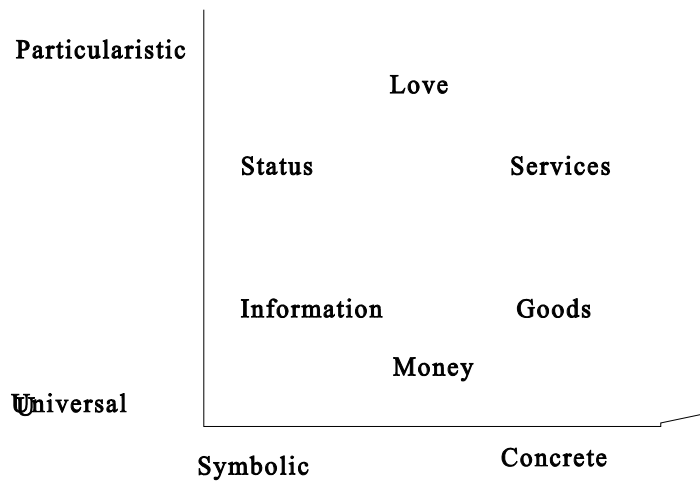 Particularistic
Love
Status Services
Information Goods
Money
Universal
Symbolic Concrete